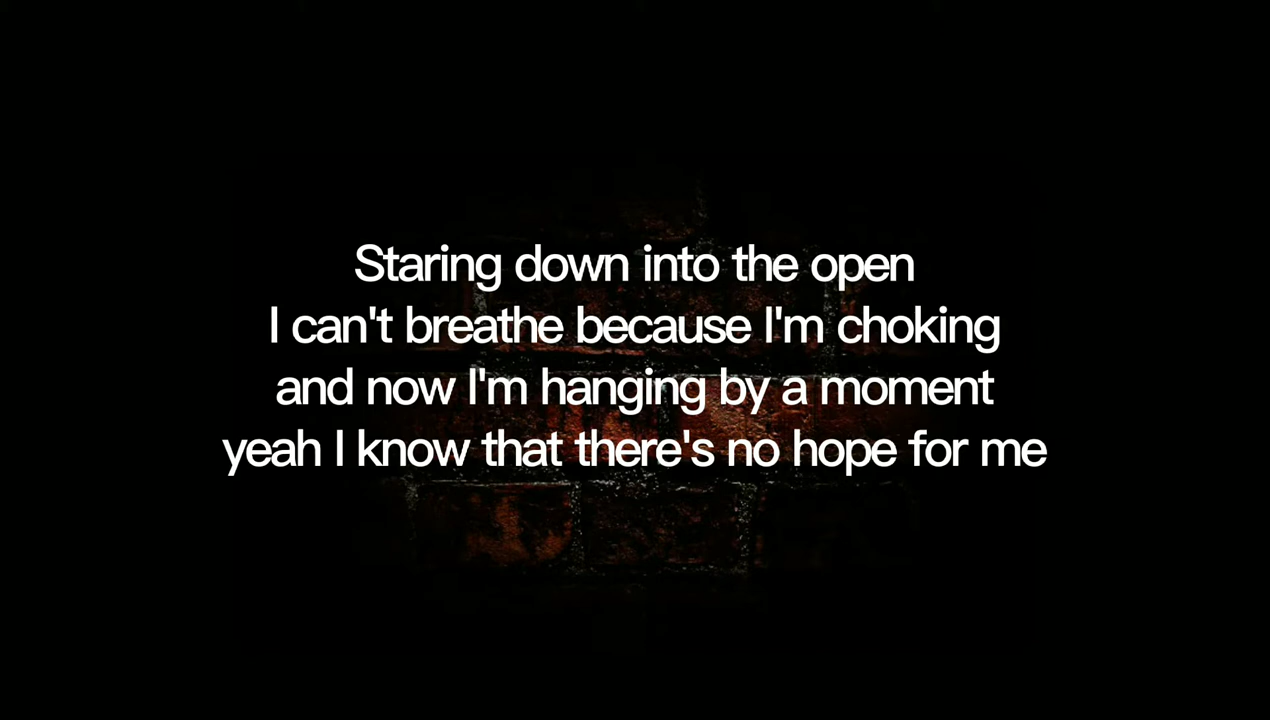 Staring down into the open
I can't breathe because I'm choking
and now I'm hanging by a moment
yeah I know that there's no hope for me